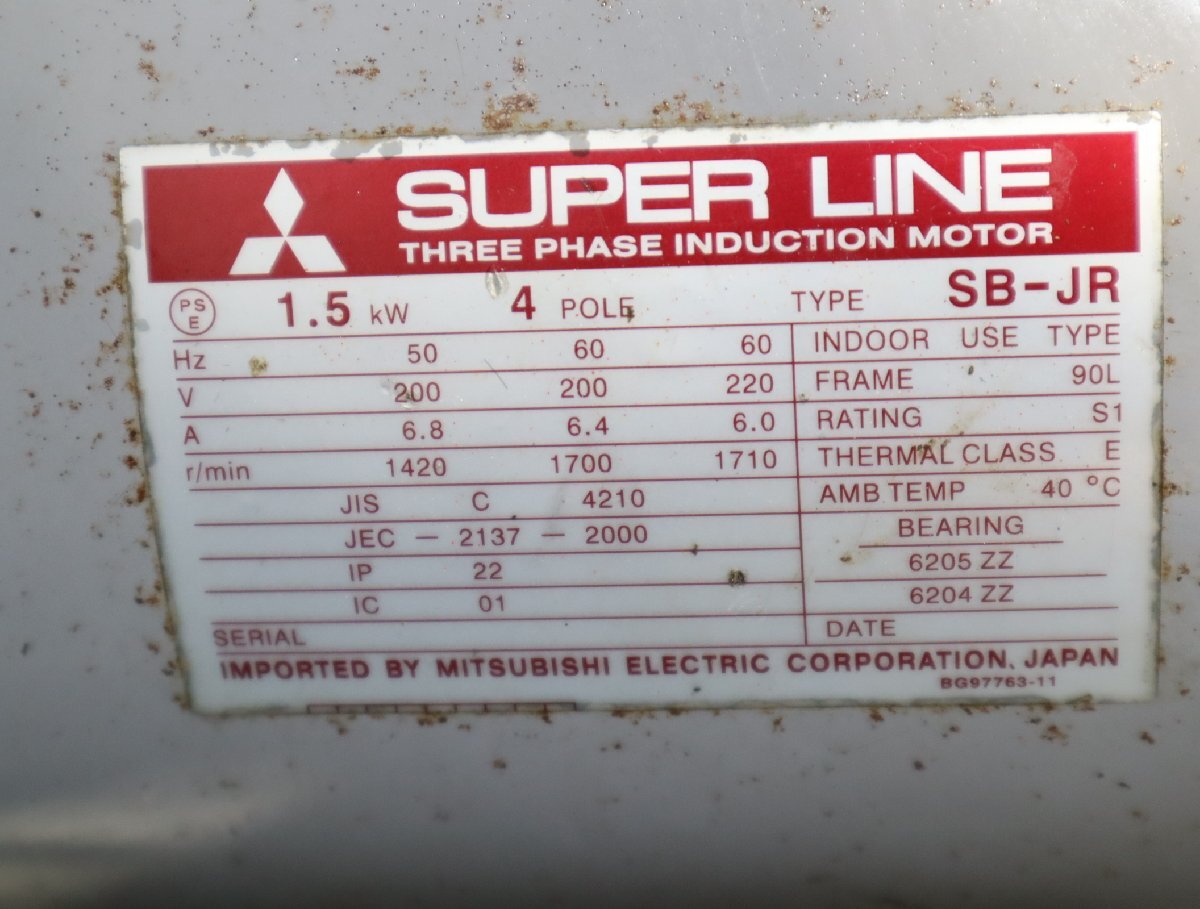 SUPER LINE
THREE PHASE INDUCTION MOTOR
PS E 1.5 kW 4 POLE TYPE SB-JR
Hz 50 60 60 INDOOR USE TYPE
V 200 200 220 FRAME 90L
A 6.8 6.4 6.0 RATING S1
r/min 1420 1700 1710 THERMAL CLASS E
JIS C 4210 AMB TEMP 40 °C
JEC - 2137 - 2000 BEARING
IP 22 6205 ZZ
IC 01 6204 ZZ
SERIAL DATE
IMPORTED BY MITSUBISHI ELECTRIC CORPORATION. JAPAN
BG97763-11